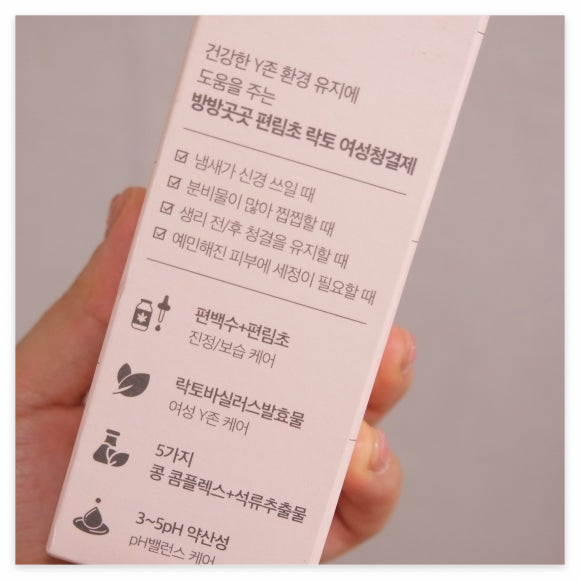 건강한 Y존 환경 유지에
도움을 주는
방방곳곳 편림초 락토 여성청결제
냄새가 신경 쓰일 때
분비물이 많아 찝찝할 때
생리 전/후 청결을 유지할 때
예민해진 피부에 세정이 필요할 때
편백수+편림초
진정/보습 케어
락토바실러스발효물
여성 Y존 케어
5가지
콩 콤플렉스+석류추출물
3~5pH 약산성
pH밸런스 케어